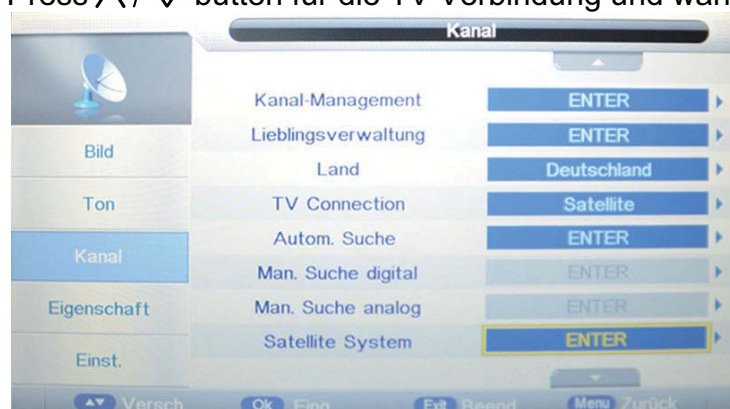 button für die TV Verbindung und
Kanal
Kanal-Management ENTER
Lieblingsverwaltung ENTER
Bild
Land Deutschland
Ton
TV Connection Satellite
Autom. Suche ENTER
Kanal
Man. Suche digital ENTER
Eigenschaft
Man. Suche analog ENTER
Satellite System ENTER
Einst.
Versch Ok Eing Exit Beend Menu Zurück